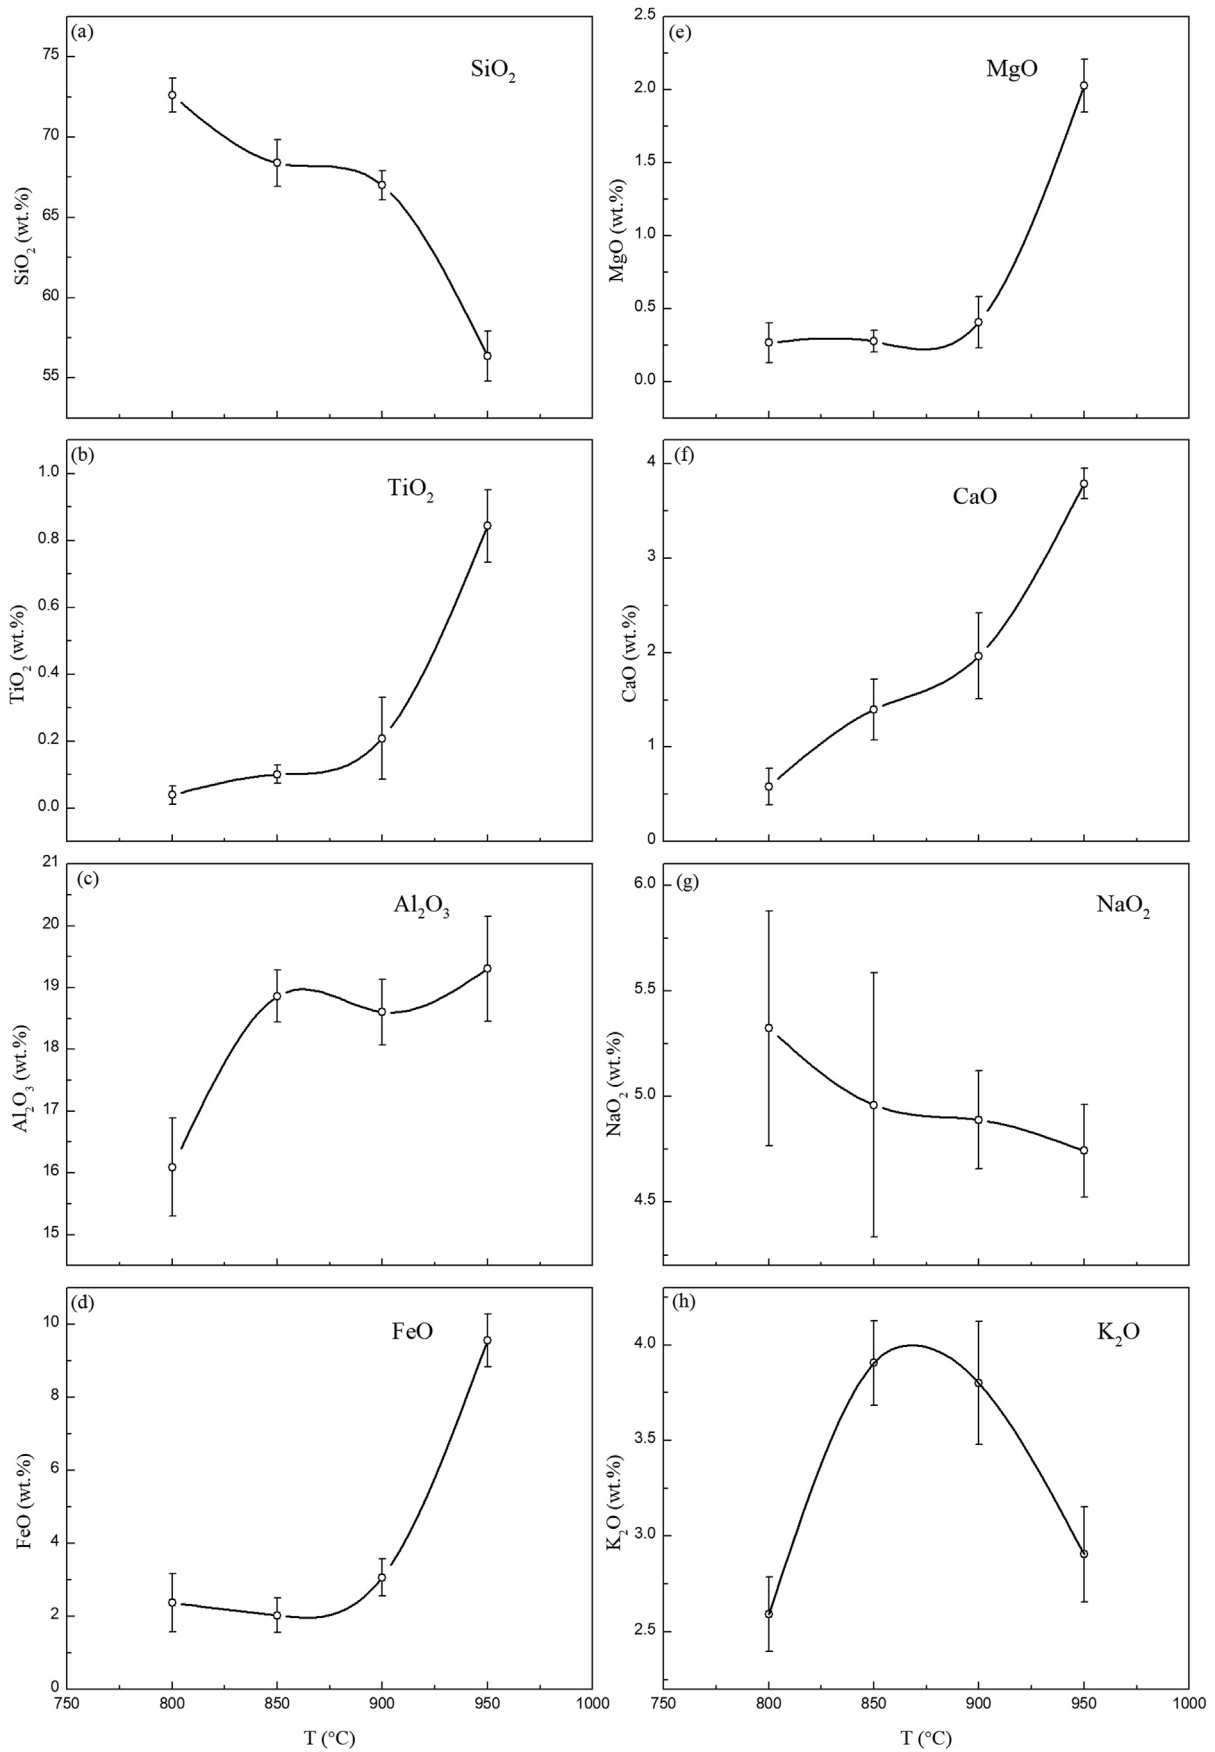 (a)
SiO2
SiO2 (wt.%)
75
70
65
60
55
(e)
MgO
MgO (wt.%)
2.5
2.0
1.5
1.0
0.5
0.0
(b)
TiO2
TiO2 (wt.%)
1.0
0.8
0.6
0.4
0.2
0.0
(f)
CaO
CaO (wt.%)
4
3
2
1
0
(c)
Al2O3
Al2O3 (wt.%)
21
20
19
18
17
16
15
(g)
NaO2
NaO2 (wt.%)
6.0
5.5
5.0
4.5
(d)
FeO
FeO (wt.%)
10
8
6
4
2
0
750 800 850 900 950 1000
T (°C)
(h)
K2O
K2O (wt.%)
4.0
3.5
3.0
2.5
750 800 850 900 950 1000
T (°C)